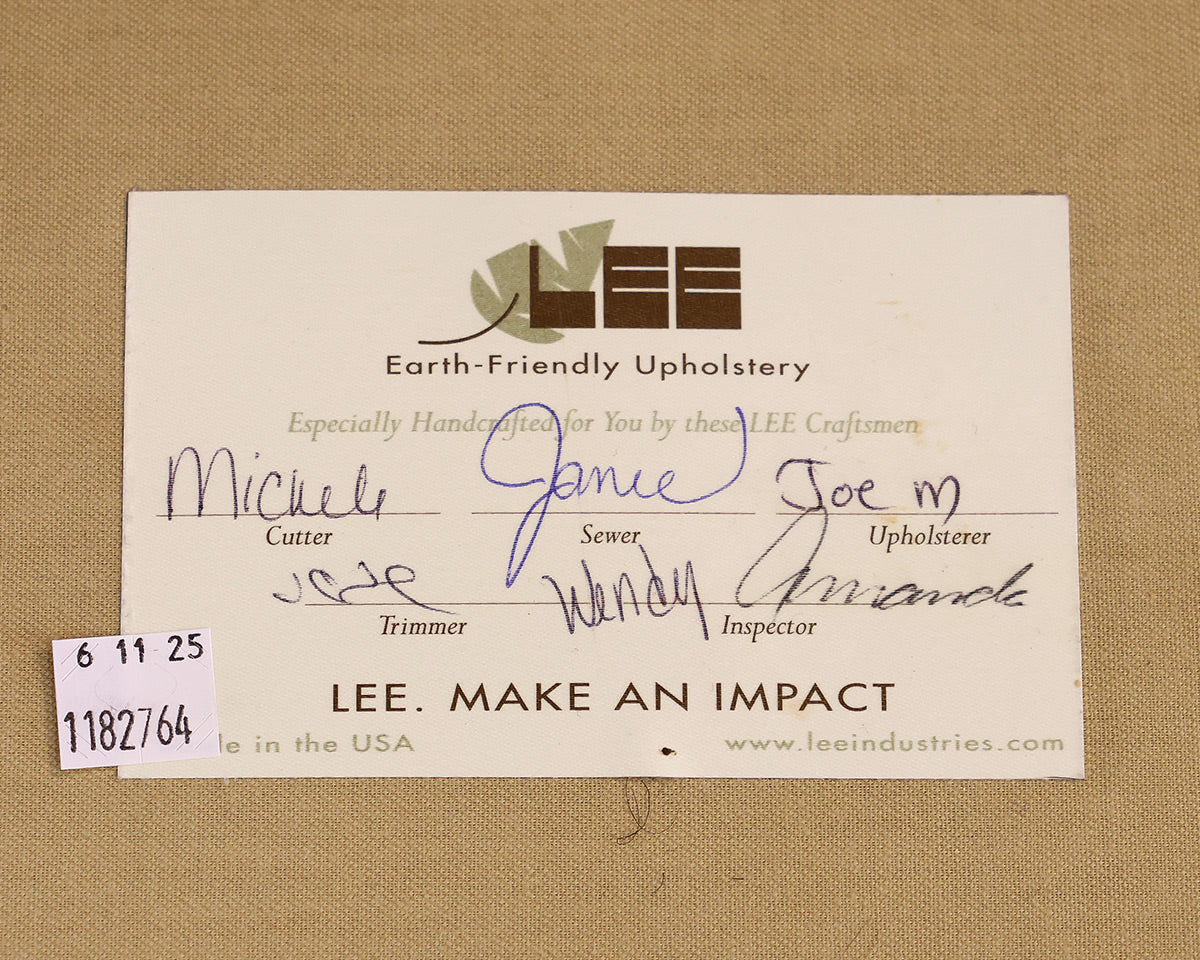 LEE
Earth-Friendly Upholstery
Especially Handcrafted for You by these LEE Craftsmen
Michele Janie Joe M
Cutter Sewer Upholsterer
Wendy Amanda
Trimmer Inspector
LEE. MAKE AN IMPACT
6 11 25
1182764
in the USA www.leeindustries.com